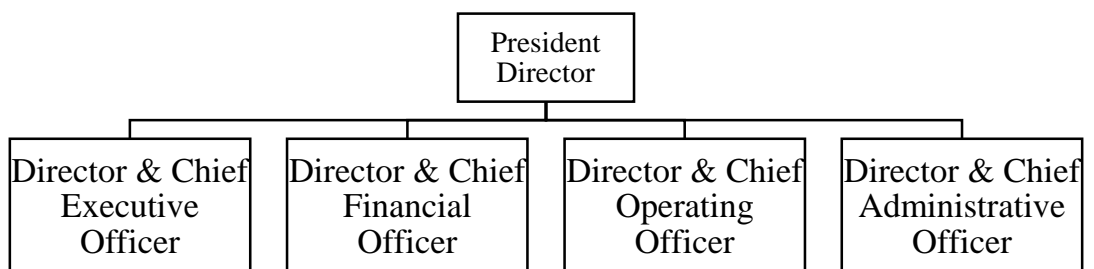 President
Director
Director & Chief
Executive
Officer
Director & Chief
Financial
Officer
Director & Chief
Operating
Officer
Director & Chief
Administrative
Officer